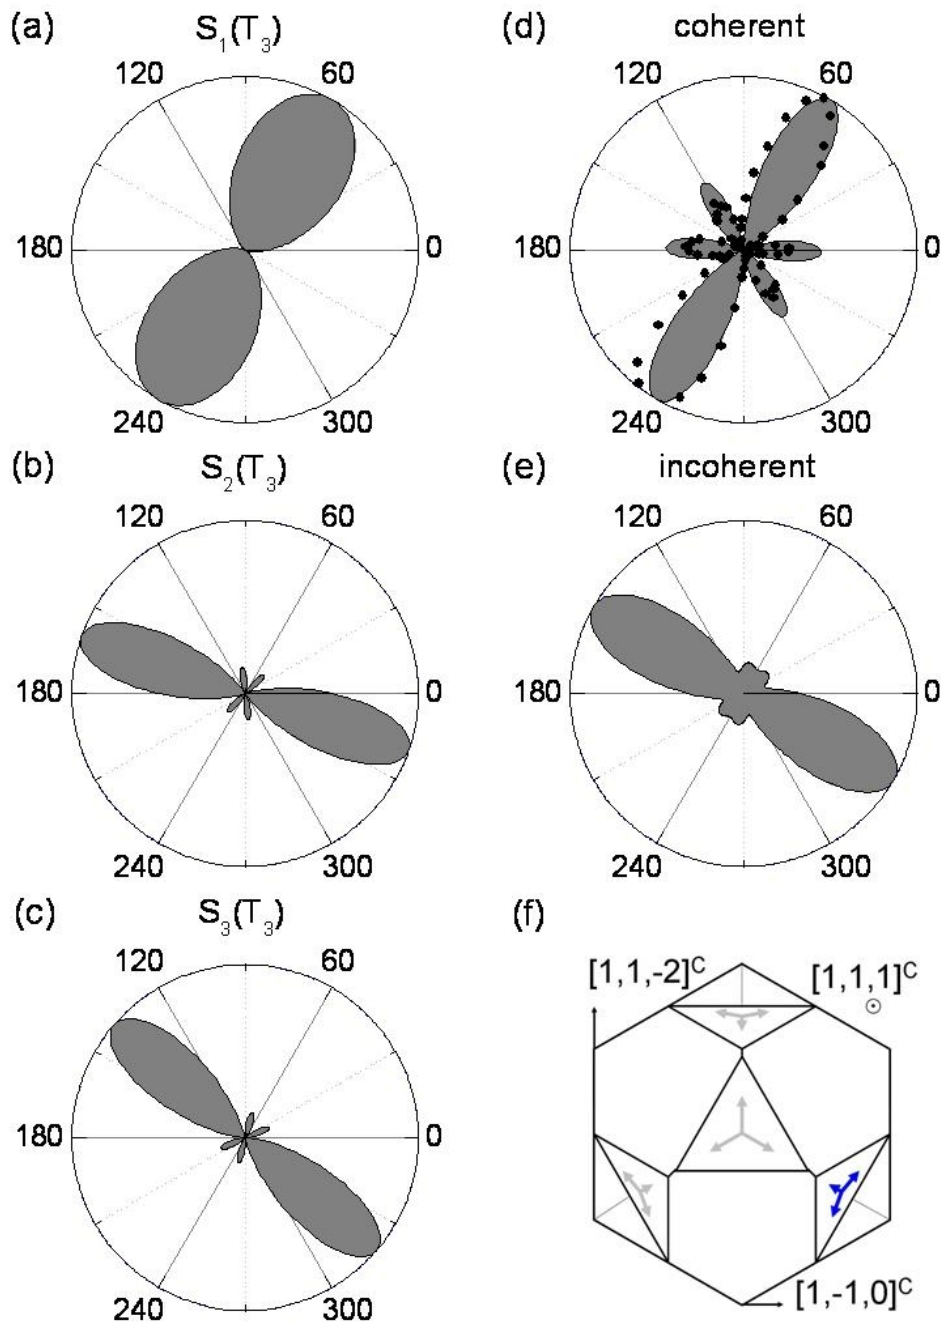 (a) S₁(T₃)
120 60
180 0
240 300
(b) S₂(T₃)
120 60
180 0
240 300
(c) S₃(T₃)
120 60
180 0
240 300
(d) coherent
120 60
180 0
240 300
(e) incoherent
120 60
180 0
240 300
(f)
[1,1,-2]ᶜ [1,1,1]ᶜ
[1,-1,0]ᶜ